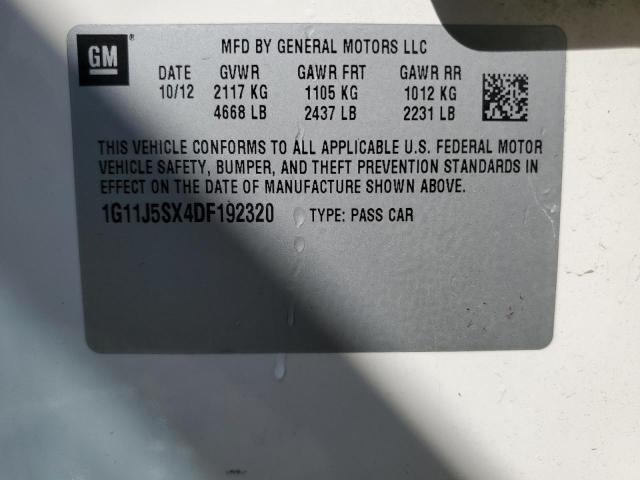 GM®
MFD BY GENERAL MOTORS LLC
DATE GVWR GAWR FRT GAWR RR
10/12 2117 KG 1105 KG 1012 KG
4668 LB 2437 LB 2231 LB
THIS VEHICLE CONFORMS TO ALL APPLICABLE U.S. FEDERAL MOTOR
VEHICLE SAFETY, BUMPER, AND THEFT PREVENTION STANDARDS IN
EFFECT ON THE DATE OF MANUFACTURE SHOWN ABOVE.
1G11J5SX4DF192320 TYPE: PASS CAR